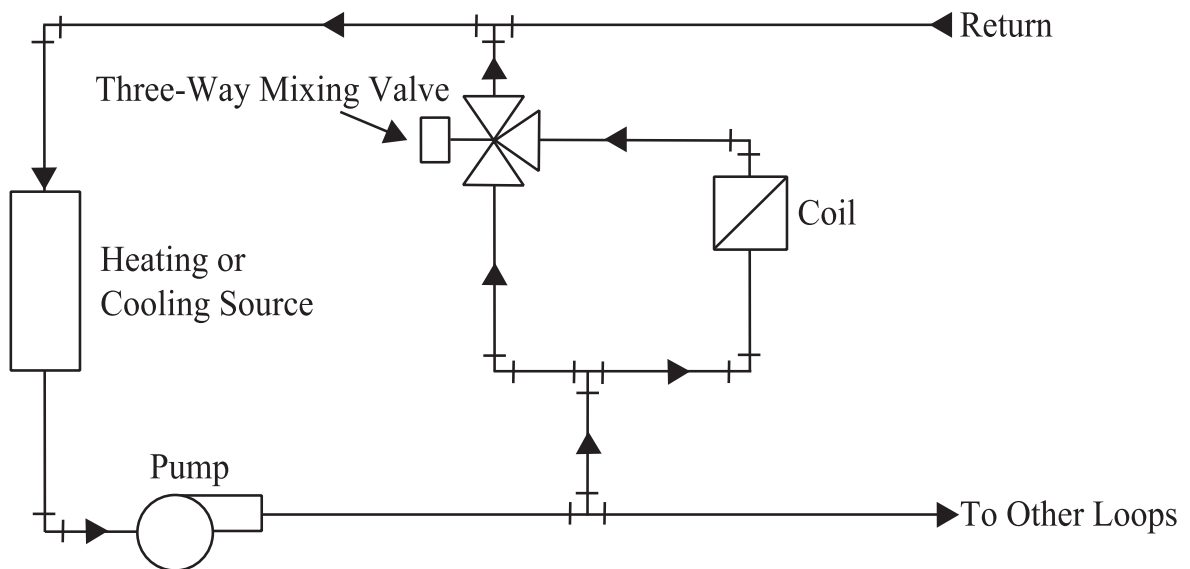 Return
Three-Way Mixing Valve
Coil
Heating or
Cooling Source
Pump
To Other Loops